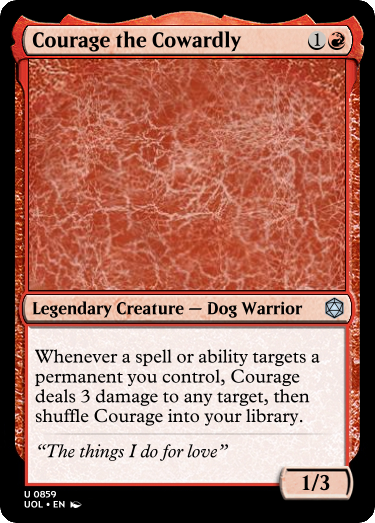 Courage the Cowardly 1
Legendary Creature — Dog Warrior
Whenever a spell or ability targets a
permanent you control, Courage
deals 3 damage to any target, then
shuffle Courage into your library.
“The things I do for love”
1/3
U 0859
UOL • EN